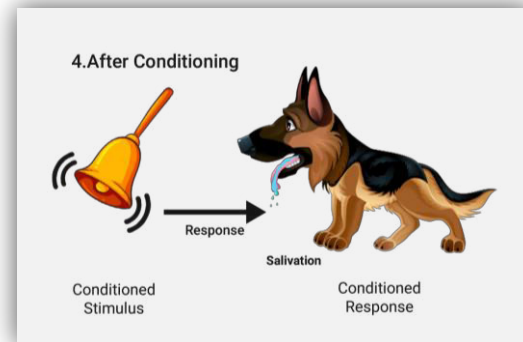 4.After Conditioning
Response
Salivation
Conditioned
Stimulus
Conditioned
Response